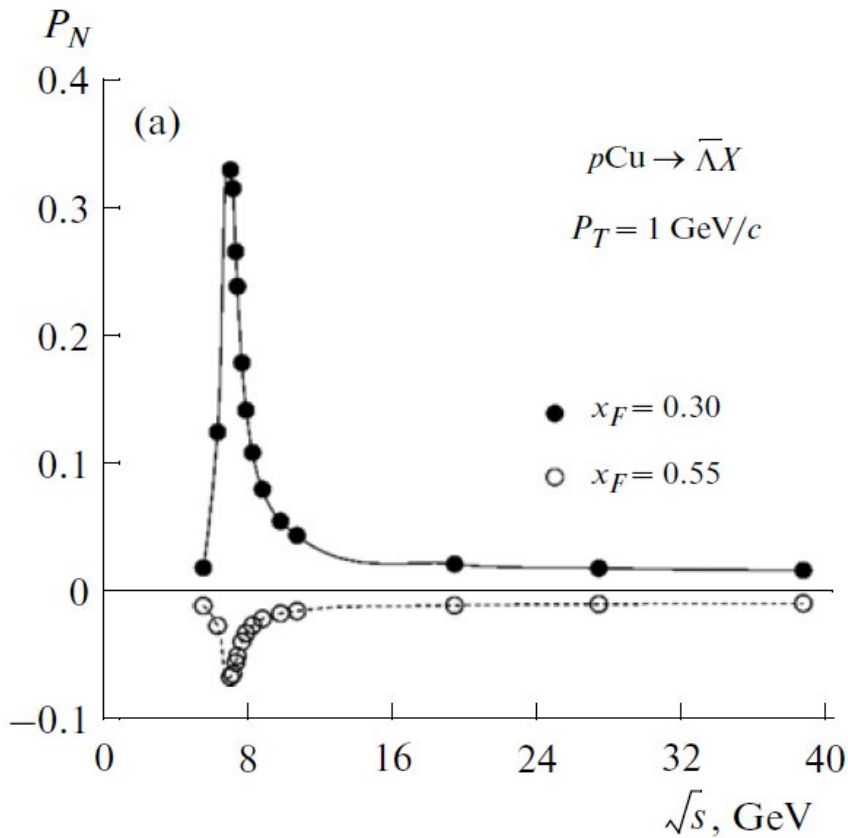 P_N
0.4
(a)
pCu → Λ̅X
P_T = 1 GeV/c
0.3
0.2
x_F = 0.30
0.1
x_F = 0.55
0
−0.1
0 8 16 24 32 40
√s, GeV